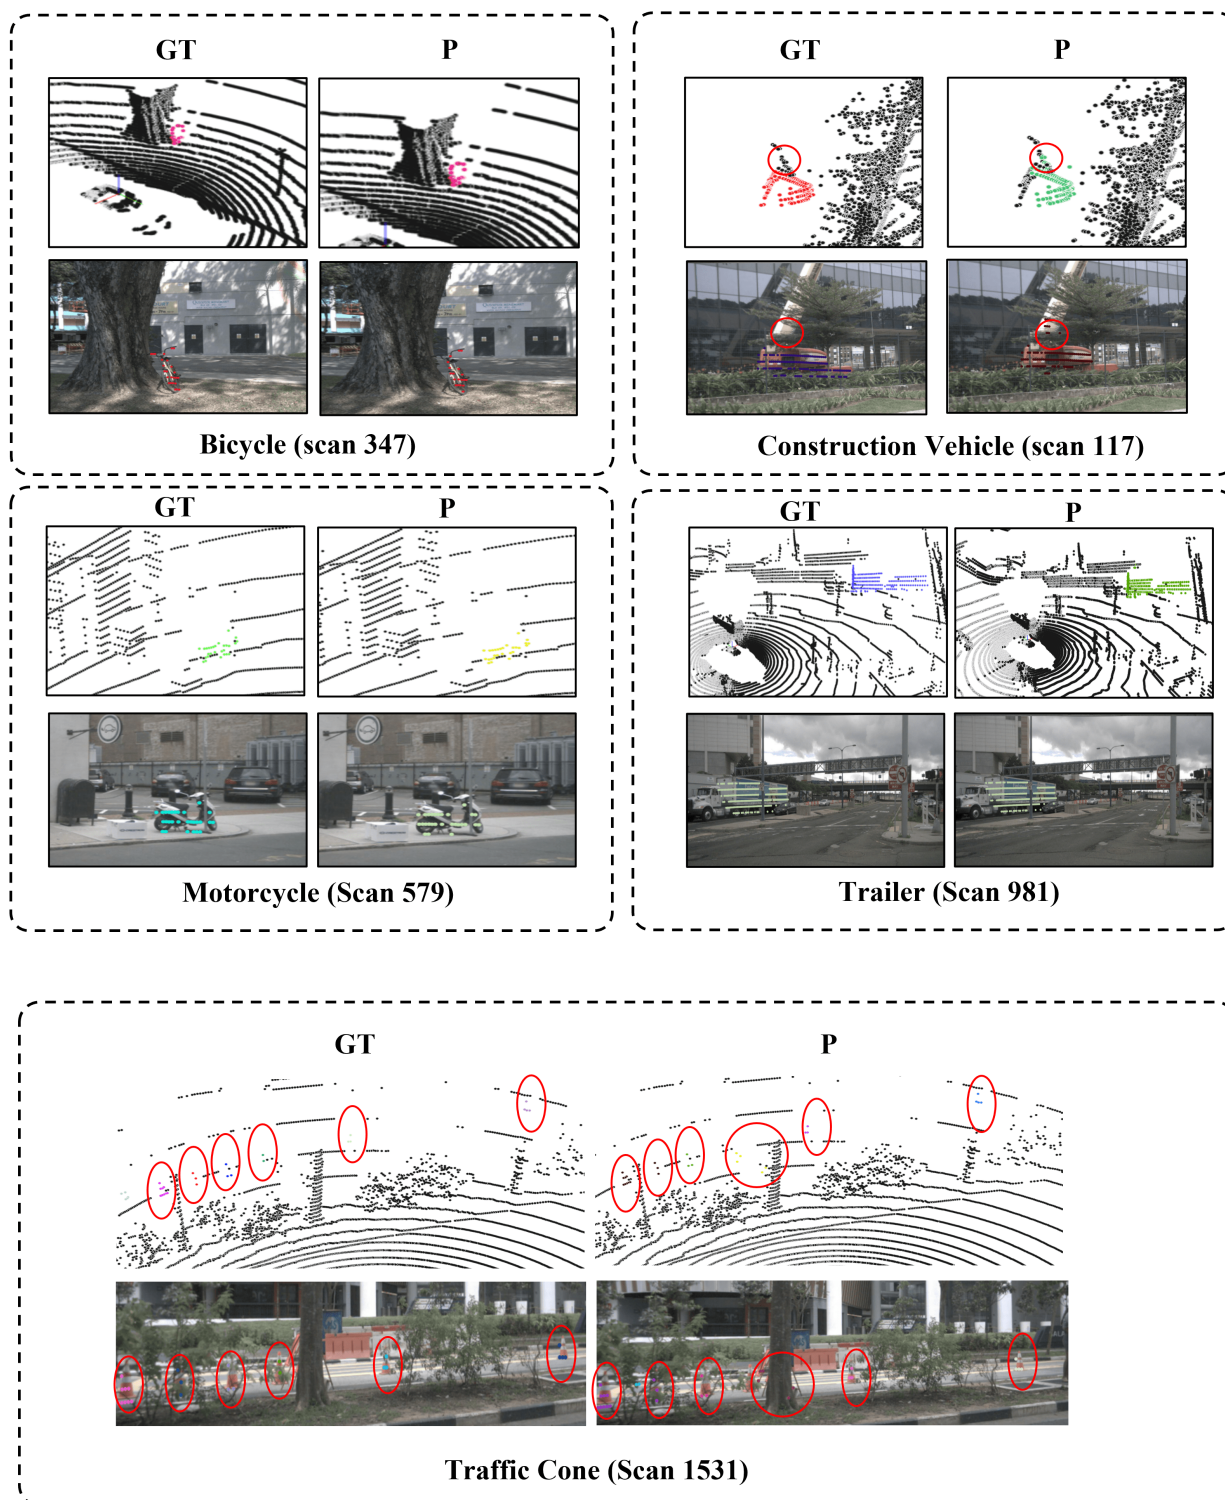 GT P
Bicycle (scan 347)
GT P
Construction Vehicle (scan 117)
GT P
Motorcycle (Scan 579)
GT P
Trailer (Scan 981)
GT P
Traffic Cone (Scan 1531)